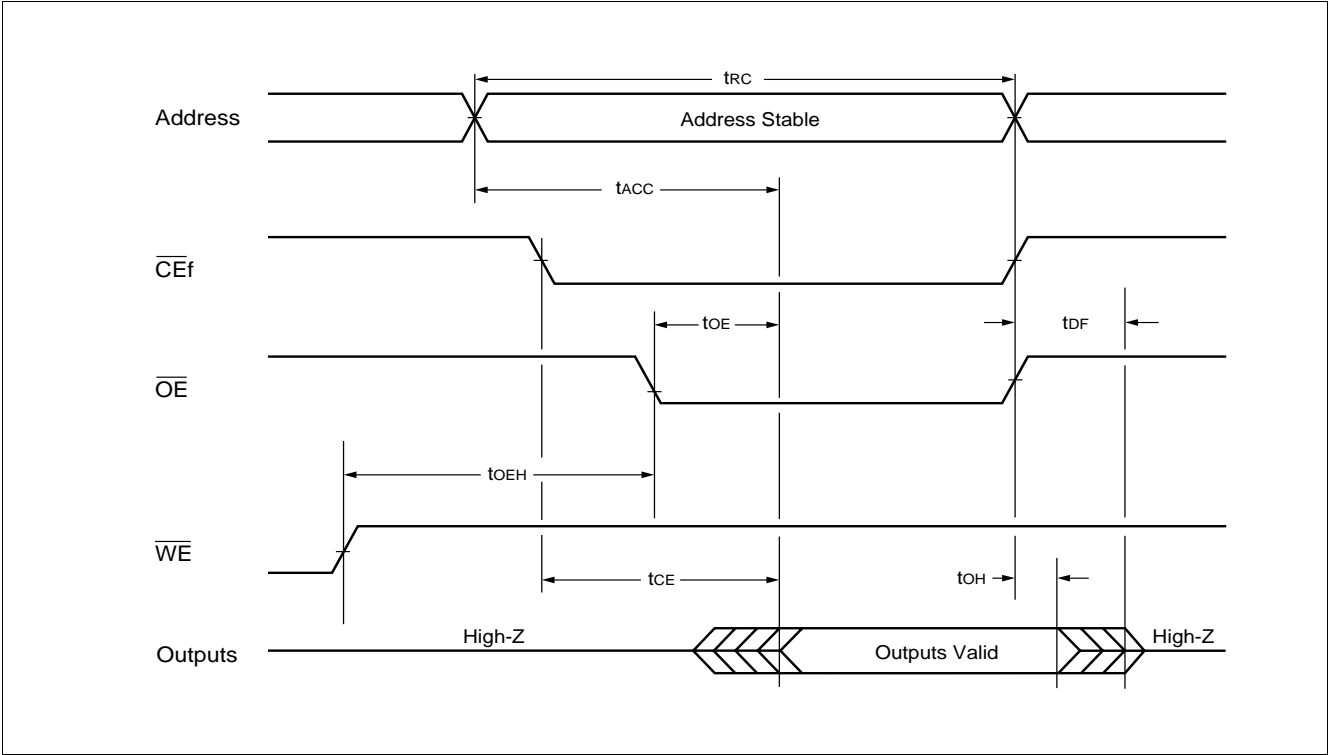 tRC
Address
Address Stable
tACC
CEf
tOE
tDF
OE
tOEH
WE
tCE
tOH
High-Z
High-Z
Outputs
Outputs Valid